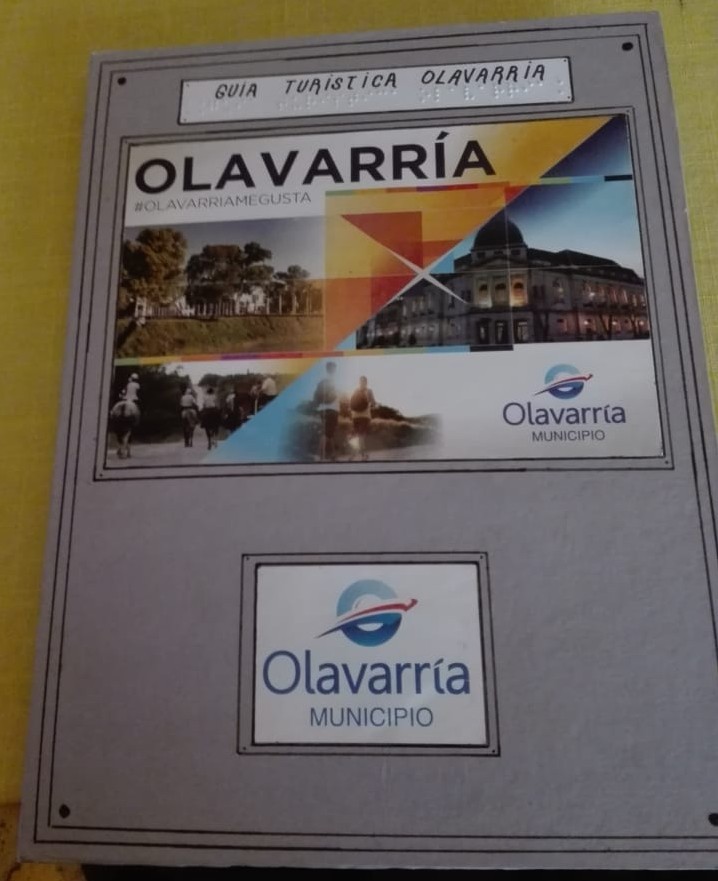 GUIA TURISTICA OLAVARRIA
OLAVARRÍA
#OLAVARRIAMEGUSTA
Olavarría
MUNICIPIO
Olavarría
MUNICIPIO